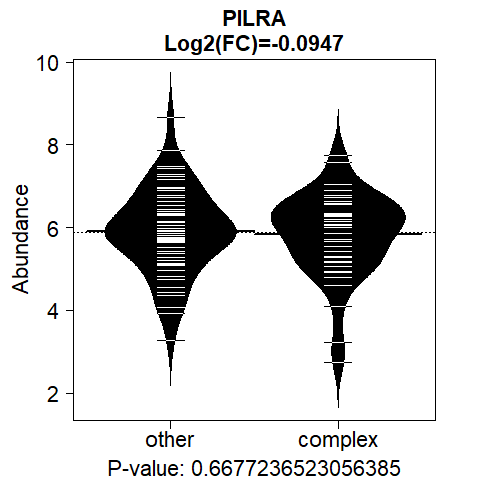 PILRA
Log2(FC)=-0.0947
Abundance
10
8
6
4
2
other complex
P-value: 0.6677236523056385